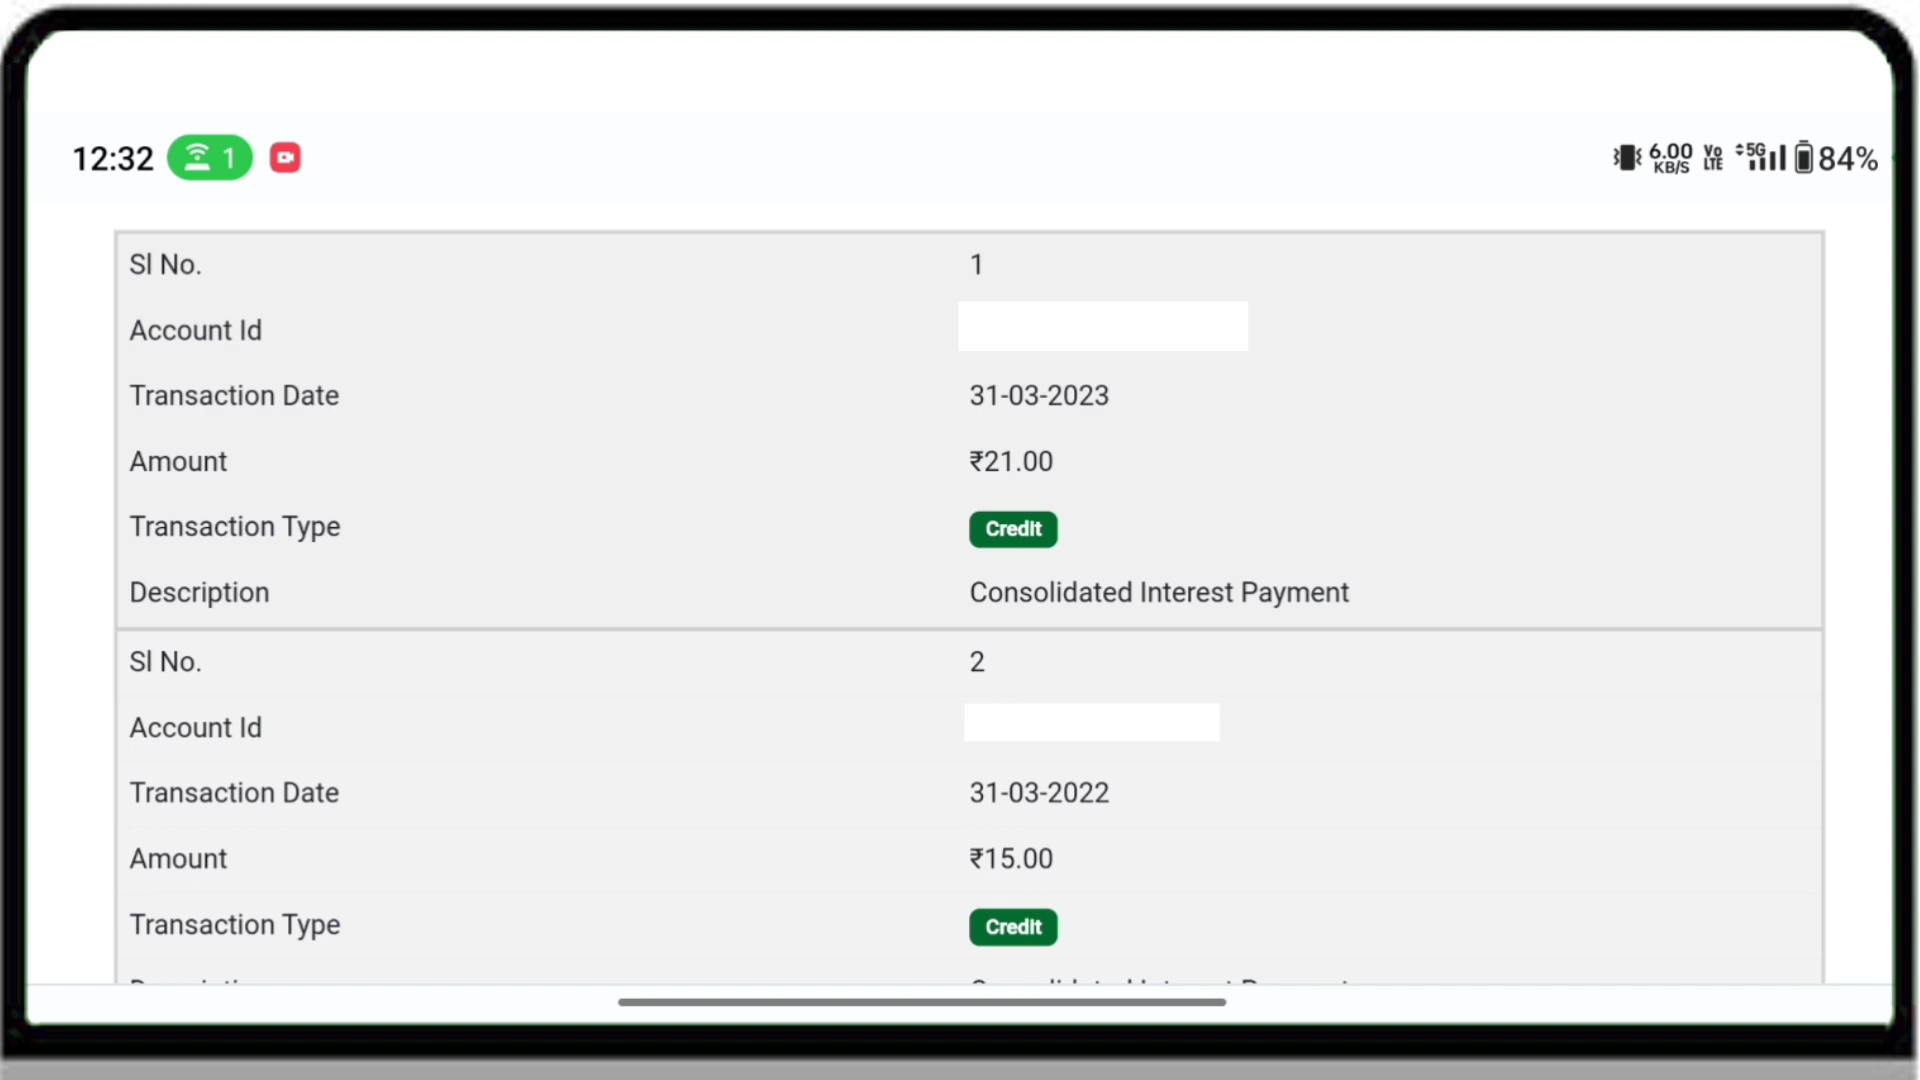 12:32 1 6.00 KB/S Vo LTE 5G 84%
Sl No. 1
Account Id
Transaction Date 31-03-2023
Amount ₹21.00
Transaction Type Credit
Description Consolidated Interest Payment
Sl No. 2
Account Id
Transaction Date 31-03-2022
Amount ₹15.00
Transaction Type Credit